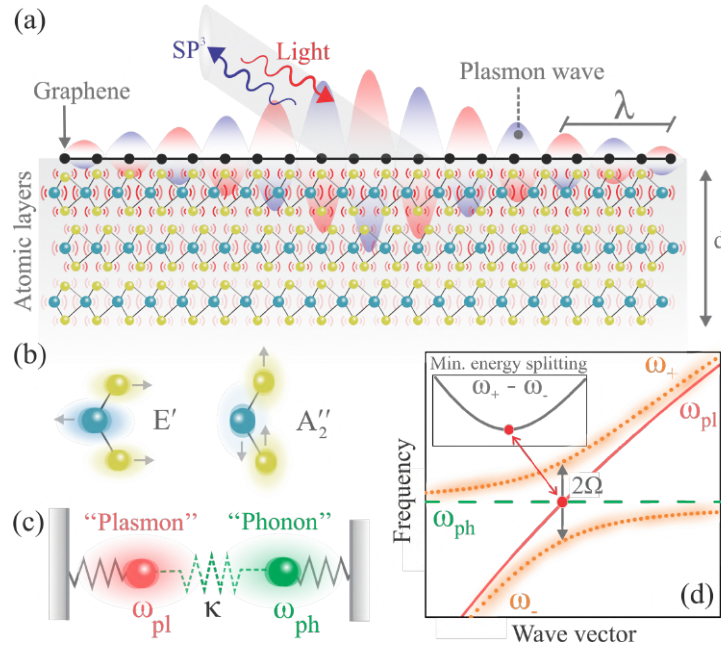 (a)
SP³
Light
Graphene
Plasmon wave
λ
Atomic layers
d
(b)
E′
A₂″
(c)
"Plasmon"
"Phonon"
ω_pl
κ
ω_ph
Min. energy splitting
ω₊ - ω₋
ω₊
ω_pl
2Ω
ω_ph
ω₋
Frequency
Wave vector
(d)